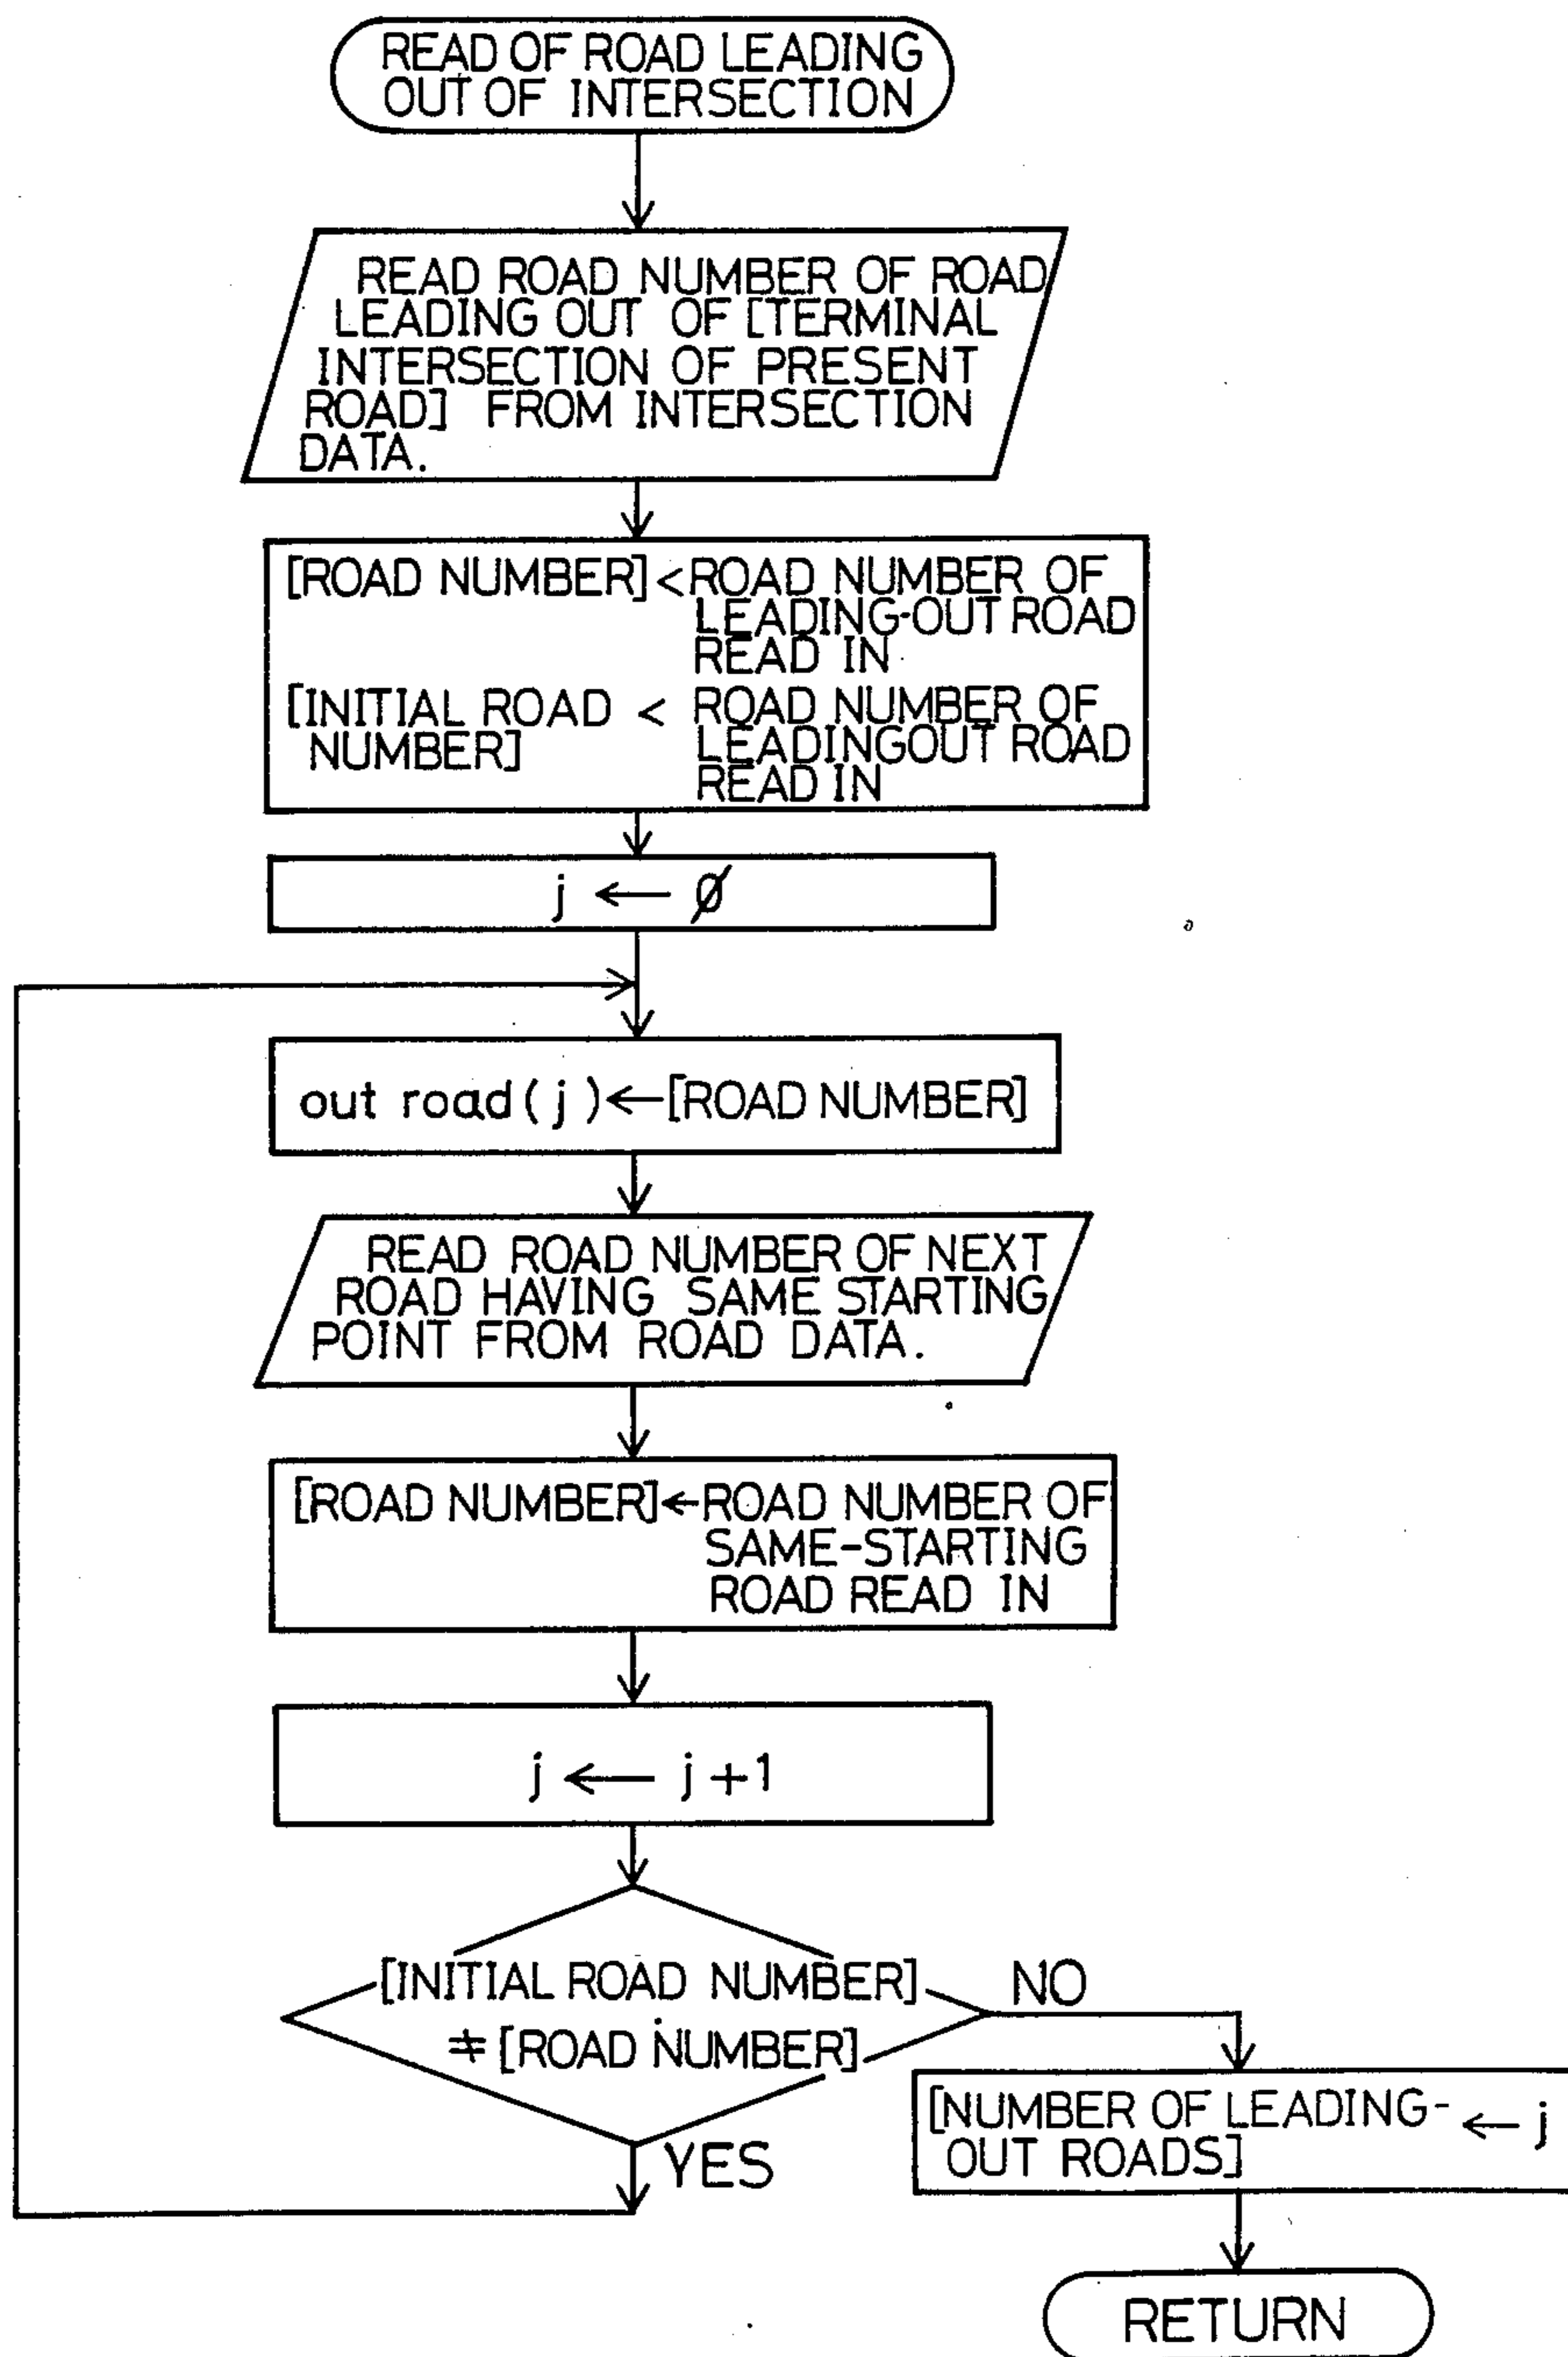 READ OF ROAD LEADING
OUT OF INTERSECTION
READ ROAD NUMBER OF ROAD
LEADING OUT OF [TERMINAL
INTERSECTION OF PRESENT
ROAD] FROM INTERSECTION
DATA.
[ROAD NUMBER] < ROAD NUMBER OF
LEADING-OUT ROAD
READ IN
[INITIAL ROAD < ROAD NUMBER OF
NUMBER] LEADINGOUT ROAD
READ IN
j ← Ø
out road(j) ← [ROAD NUMBER]
READ ROAD NUMBER OF NEXT
ROAD HAVING SAME STARTING
POINT FROM ROAD DATA.
[ROAD NUMBER] ← ROAD NUMBER OF
SAME-STARTING
ROAD READ IN
j ← j+1
[INITIAL ROAD NUMBER]
≠ [ROAD NUMBER]
NO
YES
[NUMBER OF LEADING- ← j
OUT ROADS]
RETURN